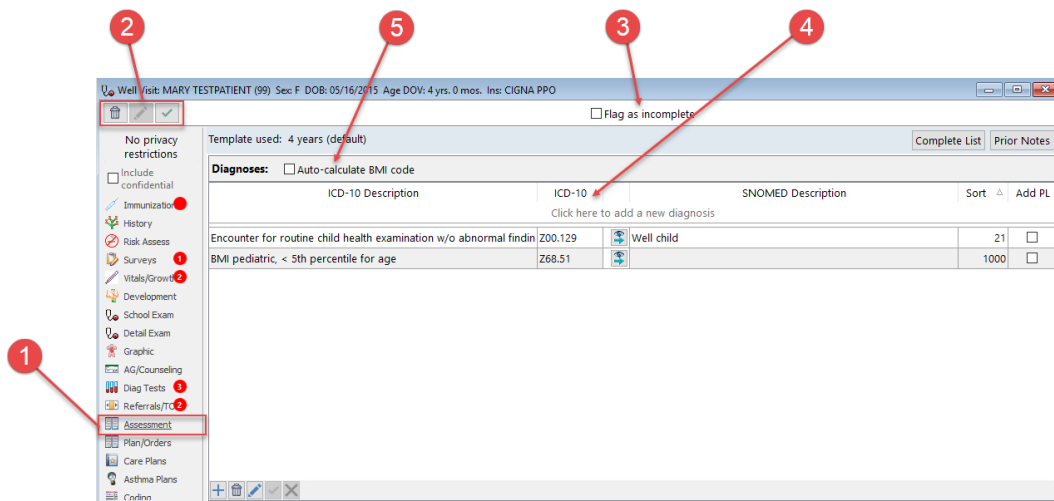 2
5
3
4
Well Visit: MARY TESTPATIENT (99) Sex: F DOB: 05/16/2015 Age DOV: 4 yrs. 0 mos. Ins: CIGNA PPO
Flag as incomplete
No privacy
restrictions
Template used: 4 years (default)
Complete List
Prior Notes
Include
confidential
Diagnoses:
Auto-calculate BMI code
ICD-10 Description
ICD-10
SNOMED Description
Sort
Add PL
Click here to add a new diagnosis
Encounter for routine child health examination w/o abnormal findin
Z00.129
Well child
21
BMI pediatric, < 5th percentile for age
Z68.51
1000
Immunization
History
Risk Assess
Surveys
1
Vitals/Growth
2
Development
School Exam
Detail Exam
Graphic
1
AG/Counseling
Diag Tests
3
Referrals/TO
2
Assessment
Plan/Orders
Care Plans
Asthma Plans
Coding